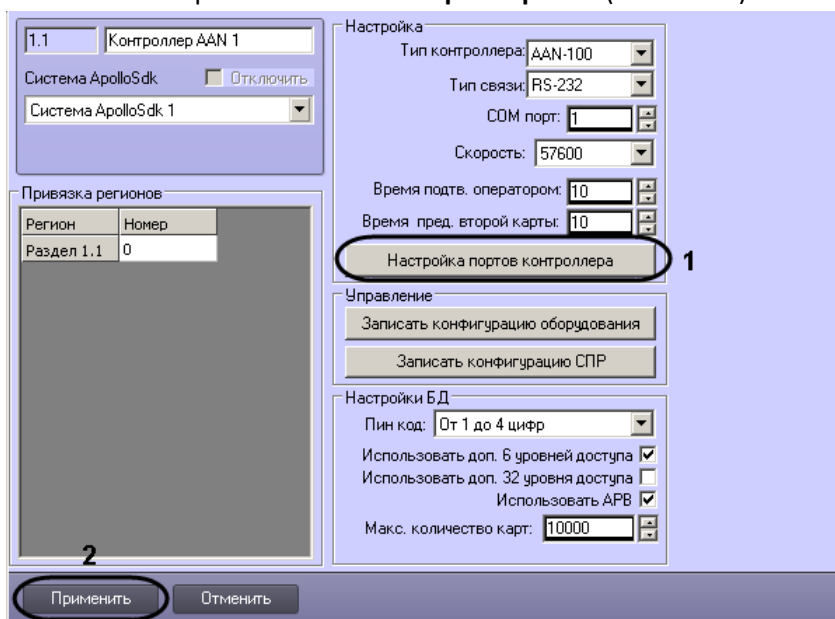 1.1 Контроллер AAN 1
Система ApolloSdk Отключить
Система ApolloSdk 1
Привязка регионов
Регион Номер
Раздел 1.1 0
Настройка
Тип контроллера: AAN-100
Тип связи: RS-232
COM порт: 1
Скорость: 57600
Время подтв. оператором: 10
Время пред. второй карты: 10
Настройка портов контроллера 1
Управление
Записать конфигурацию оборудования
Записать конфигурацию СПР
Настройки БД
Пин код: От 1 до 4 цифр
Использовать доп. 6 уровней доступа
Использовать доп. 32 уровня доступа
Использовать APB
Макс. количество карт: 10000
2
Применить Отменить